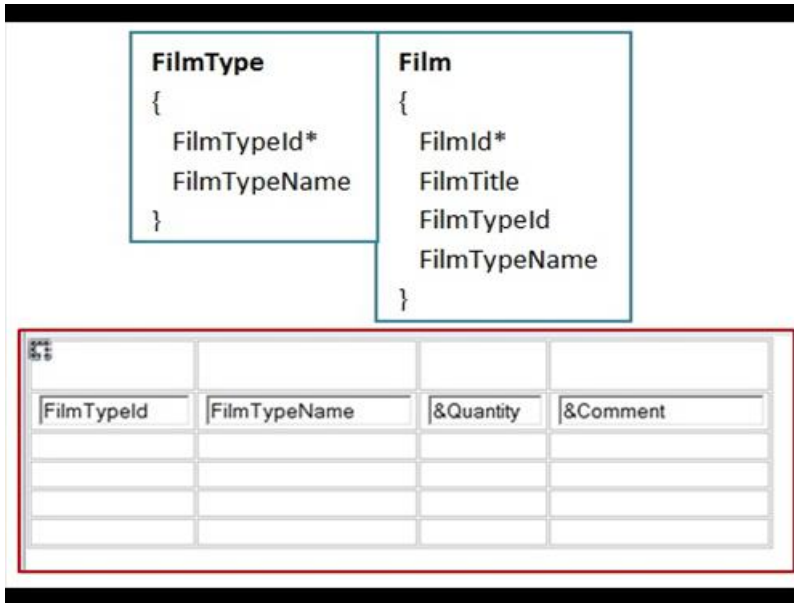 FilmType
{
FilmTypeId*
FilmTypeName
}
Film
{
FilmId*
FilmTitle
FilmTypeId
FilmTypeName
}
FilmTypeId FilmTypeName &Quantity &Comment